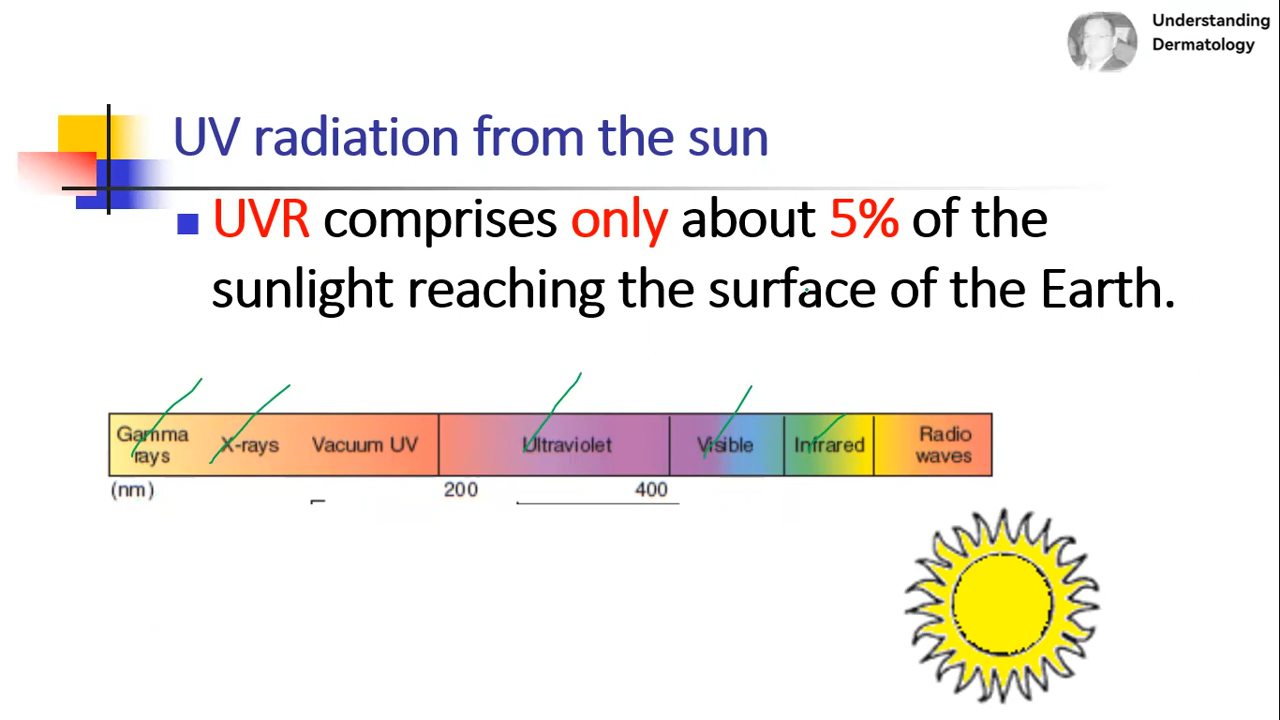 Understanding
Dermatology
UV radiation from the sun
UVR comprises only about 5% of the
sunlight reaching the surface of the Earth.
Gamma rays X-rays Vacuum UV Ultraviolet Visible Infrared Radio waves
(nm) 200 400